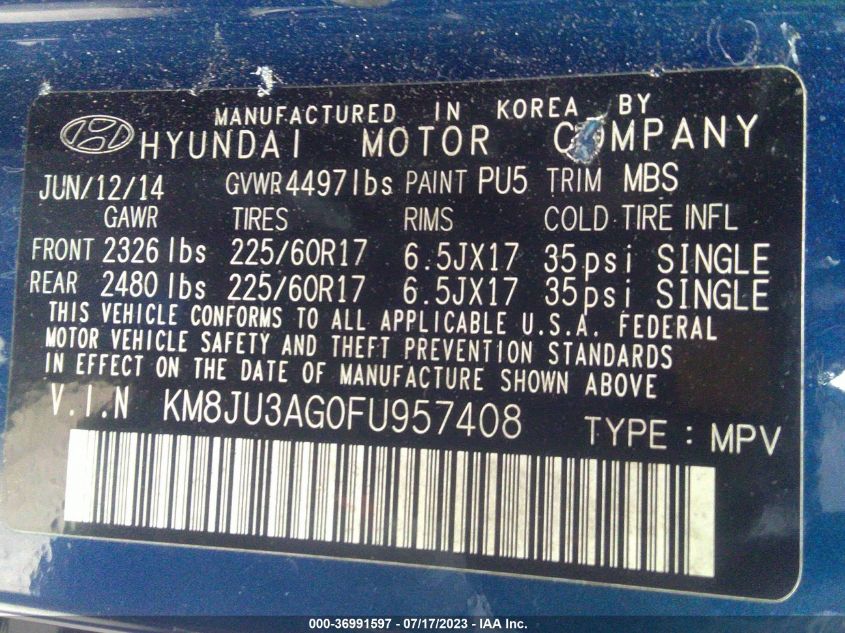 MANUFACTURED IN KOREA BY
HYUNDAI MOTOR COMPANY
JUN/12/14 GVWR 4497lbs PAINT PU5 TRIM MBS
GAWR TIRES RIMS COLD TIRE INFL
FRONT 2326 lbs 225/60R17 6.5JX17 35psi SINGLE
REAR 2480 lbs 225/60R17 6.5JX17 35psi SINGLE
THIS VEHICLE CONFORMS TO ALL APPLICABLE U.S.A. FEDERAL
MOTOR VEHICLE SAFETY AND THEFT PREVENTION STANDARDS
IN EFFECT ON THE DATE OF MANUFACTURE SHOWN ABOVE.
V.I.N KM8JU3AG0FU957408 TYPE : MPV
000-36991597 - 07/17/2023 - IAA Inc.